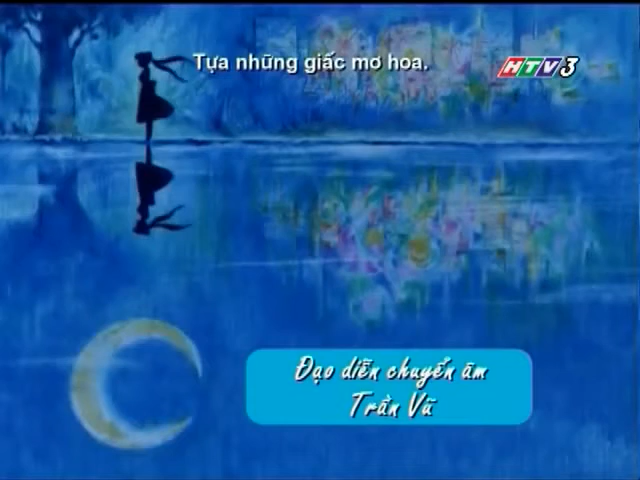 Tựa những giấc mơ hoa.
HTV3
Đạo diễn chuyển âm
Trần Vũ